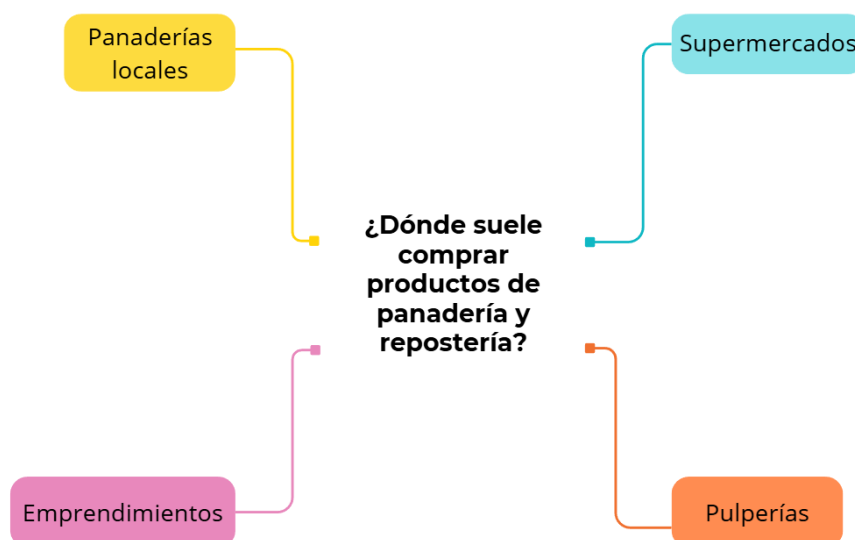 Panaderías
locales
Supermercados
¿Dónde suele
comprar
productos de
panadería y
repostería?
Emprendimientos
Pulperías